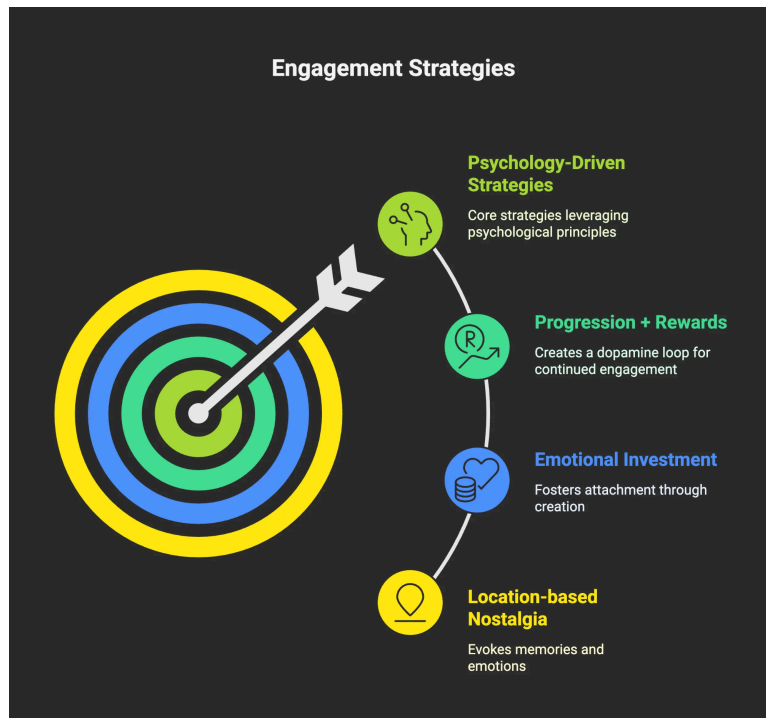 Engagement Strategies
Psychology-Driven
Strategies
Core strategies leveraging
psychological principles
R
Progression + Rewards
Creates a dopamine loop for
continued engagement
Emotional Investment
Fosters attachment through
creation
Location-based
Nostalgia
Evokes memories and
emotions